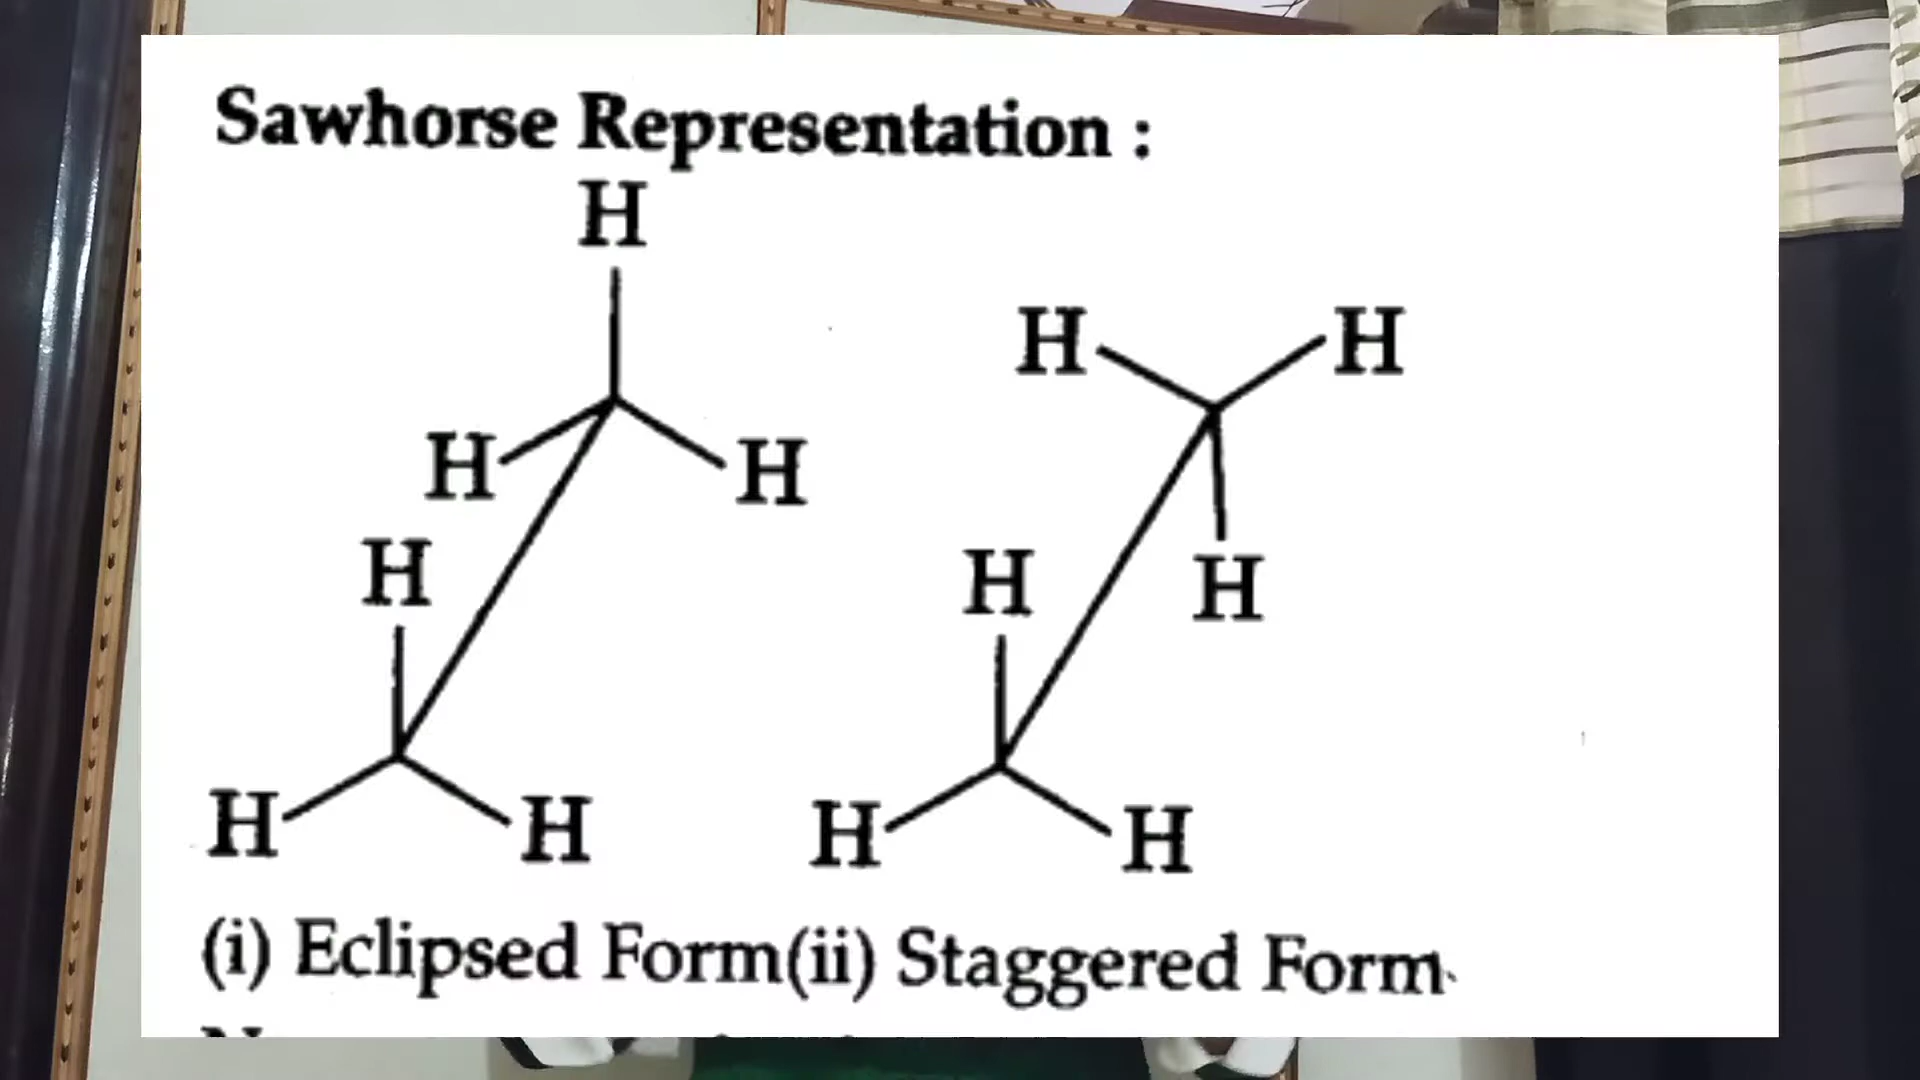 Sawhorse Representation :
H
H H
H H
H H
H H
H H
H H
(i) Eclipsed Form(ii) Staggered Form